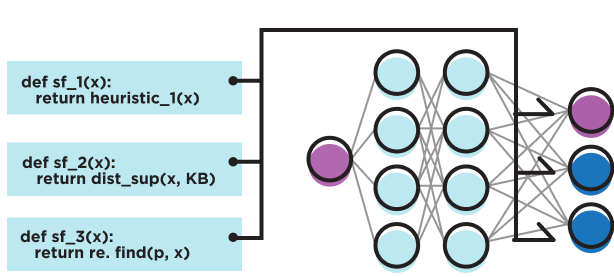 def sf_1(x):
return heuristic_1(x)
def sf_2(x):
return dist_sup(x, KB)
def sf_3(x):
return re. find(p, x)